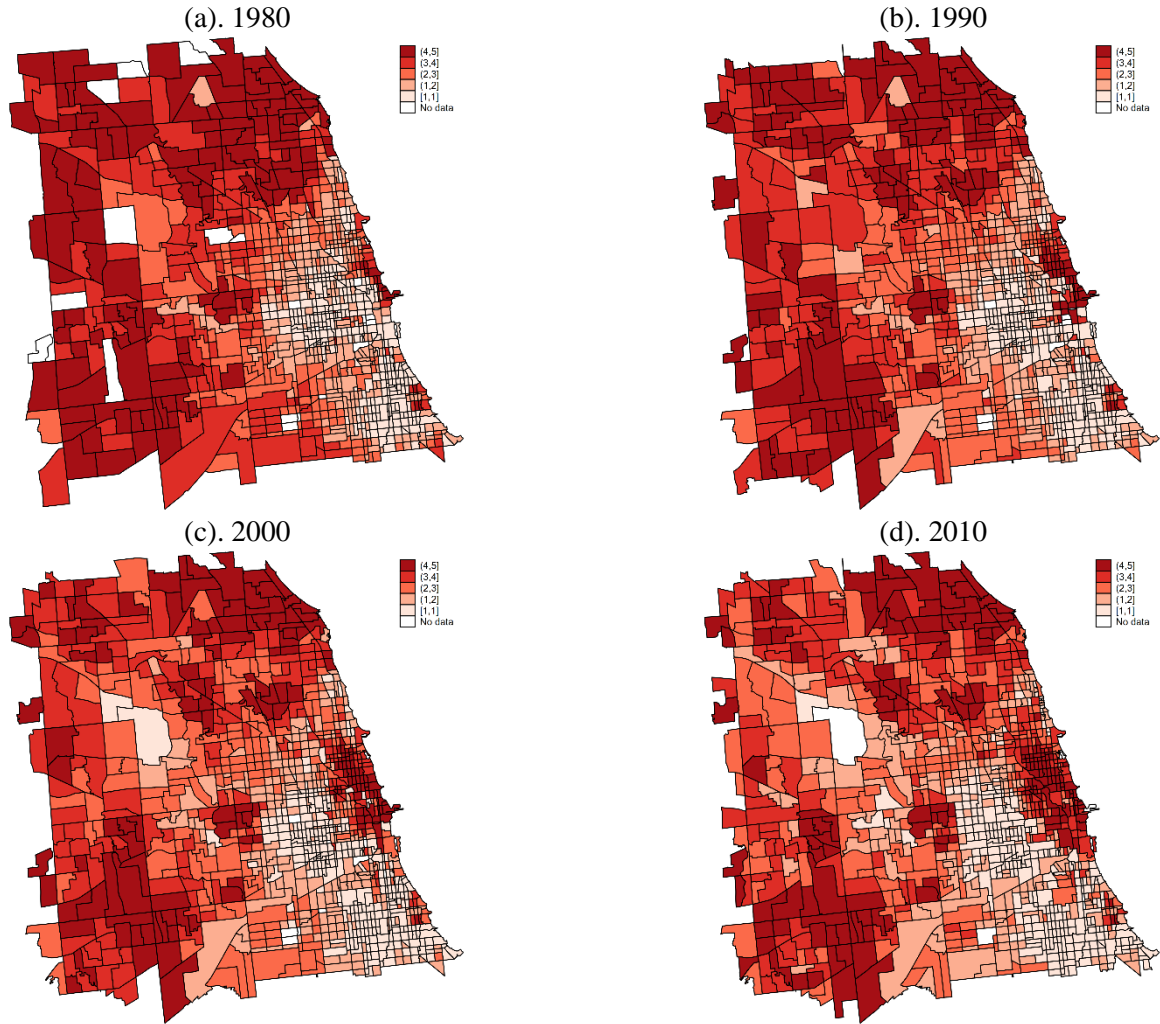 (a). 1980
(4,5]
(3,4]
(2,3]
(1,2]
[1,1]
No data
(b). 1990
(4,5]
(3,4]
(2,3]
(1,2]
[1,1]
No data
(c). 2000
(4,5]
(3,4]
(2,3]
(1,2]
[1,1]
No data
(d). 2010
(4,5]
(3,4]
(2,3]
(1,2]
[1,1]
No data